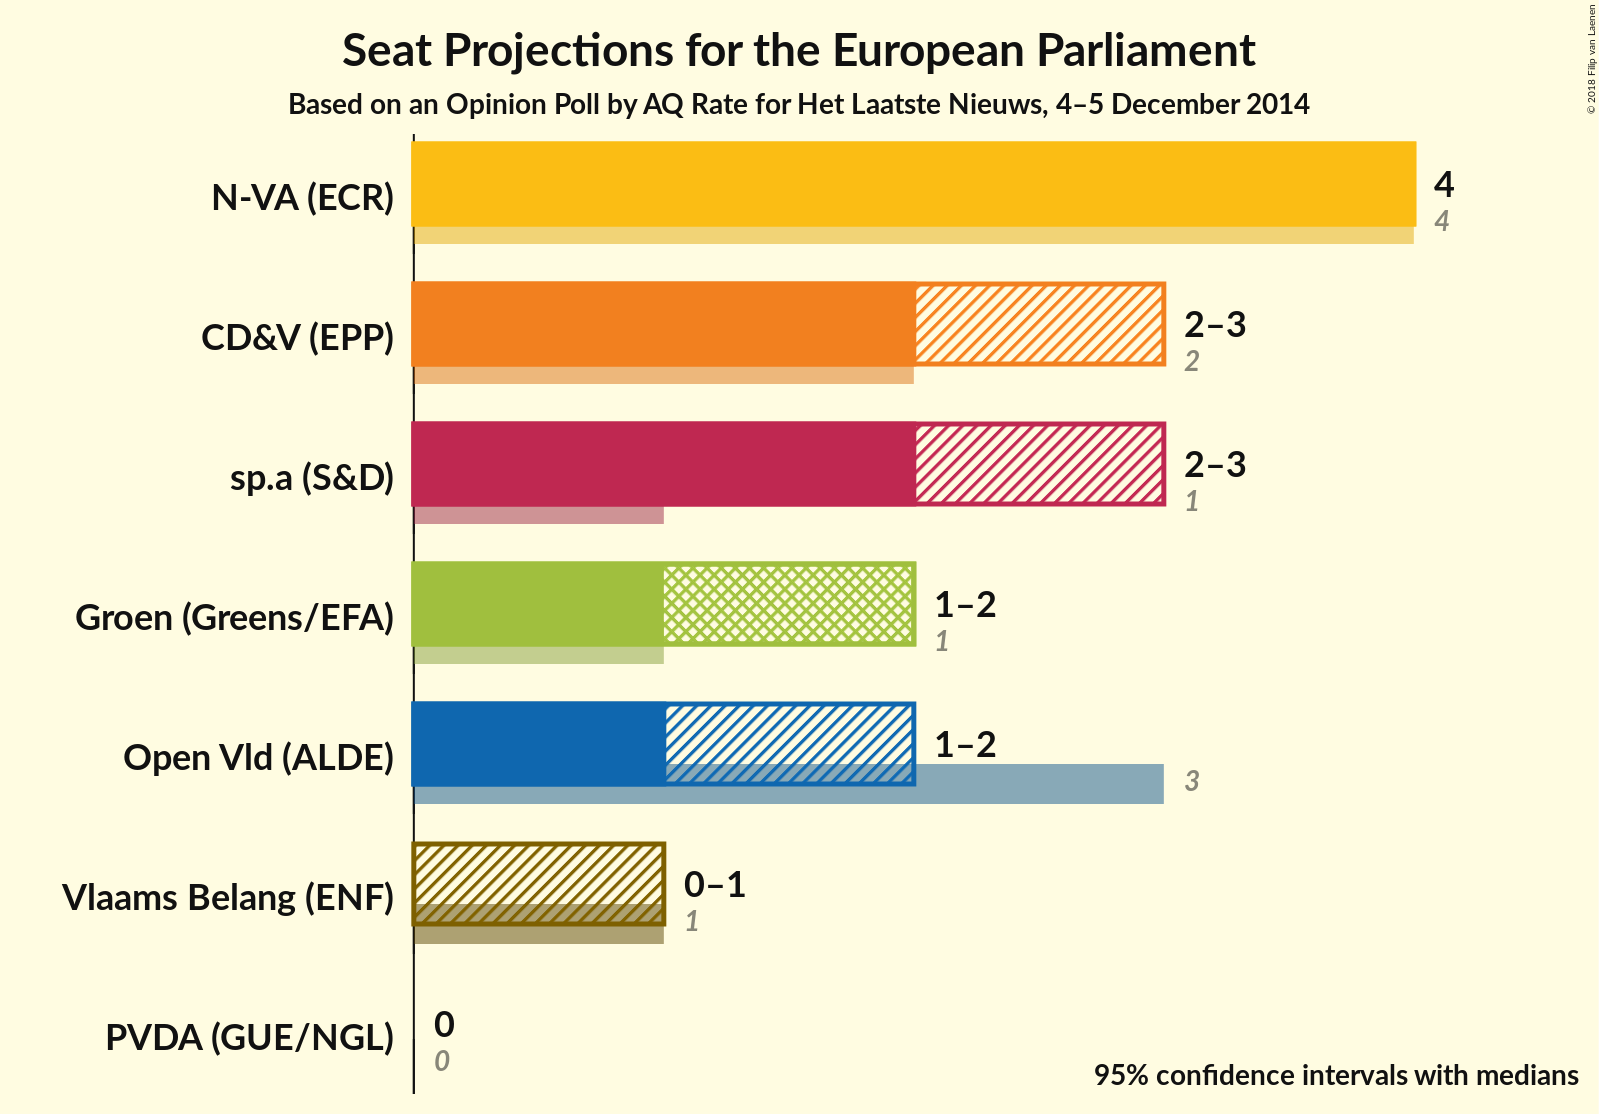 Seat Projections for the European Parliament
Based on an Opinion Poll by AQ Rate for Het Laatste Nieuws, 4–5 December 2014
© 2018 Filip van Laenen
N-VA (ECR)
4
4
CD&V (EPP)
2–3
2
sp.a (S&D)
2–3
1
Groen (Greens/EFA)
1–2
1
Open Vld (ALDE)
1–2
3
Vlaams Belang (ENF)
0–1
1
PVDA (GUE/NGL)
0
0
95% confidence intervals with medians